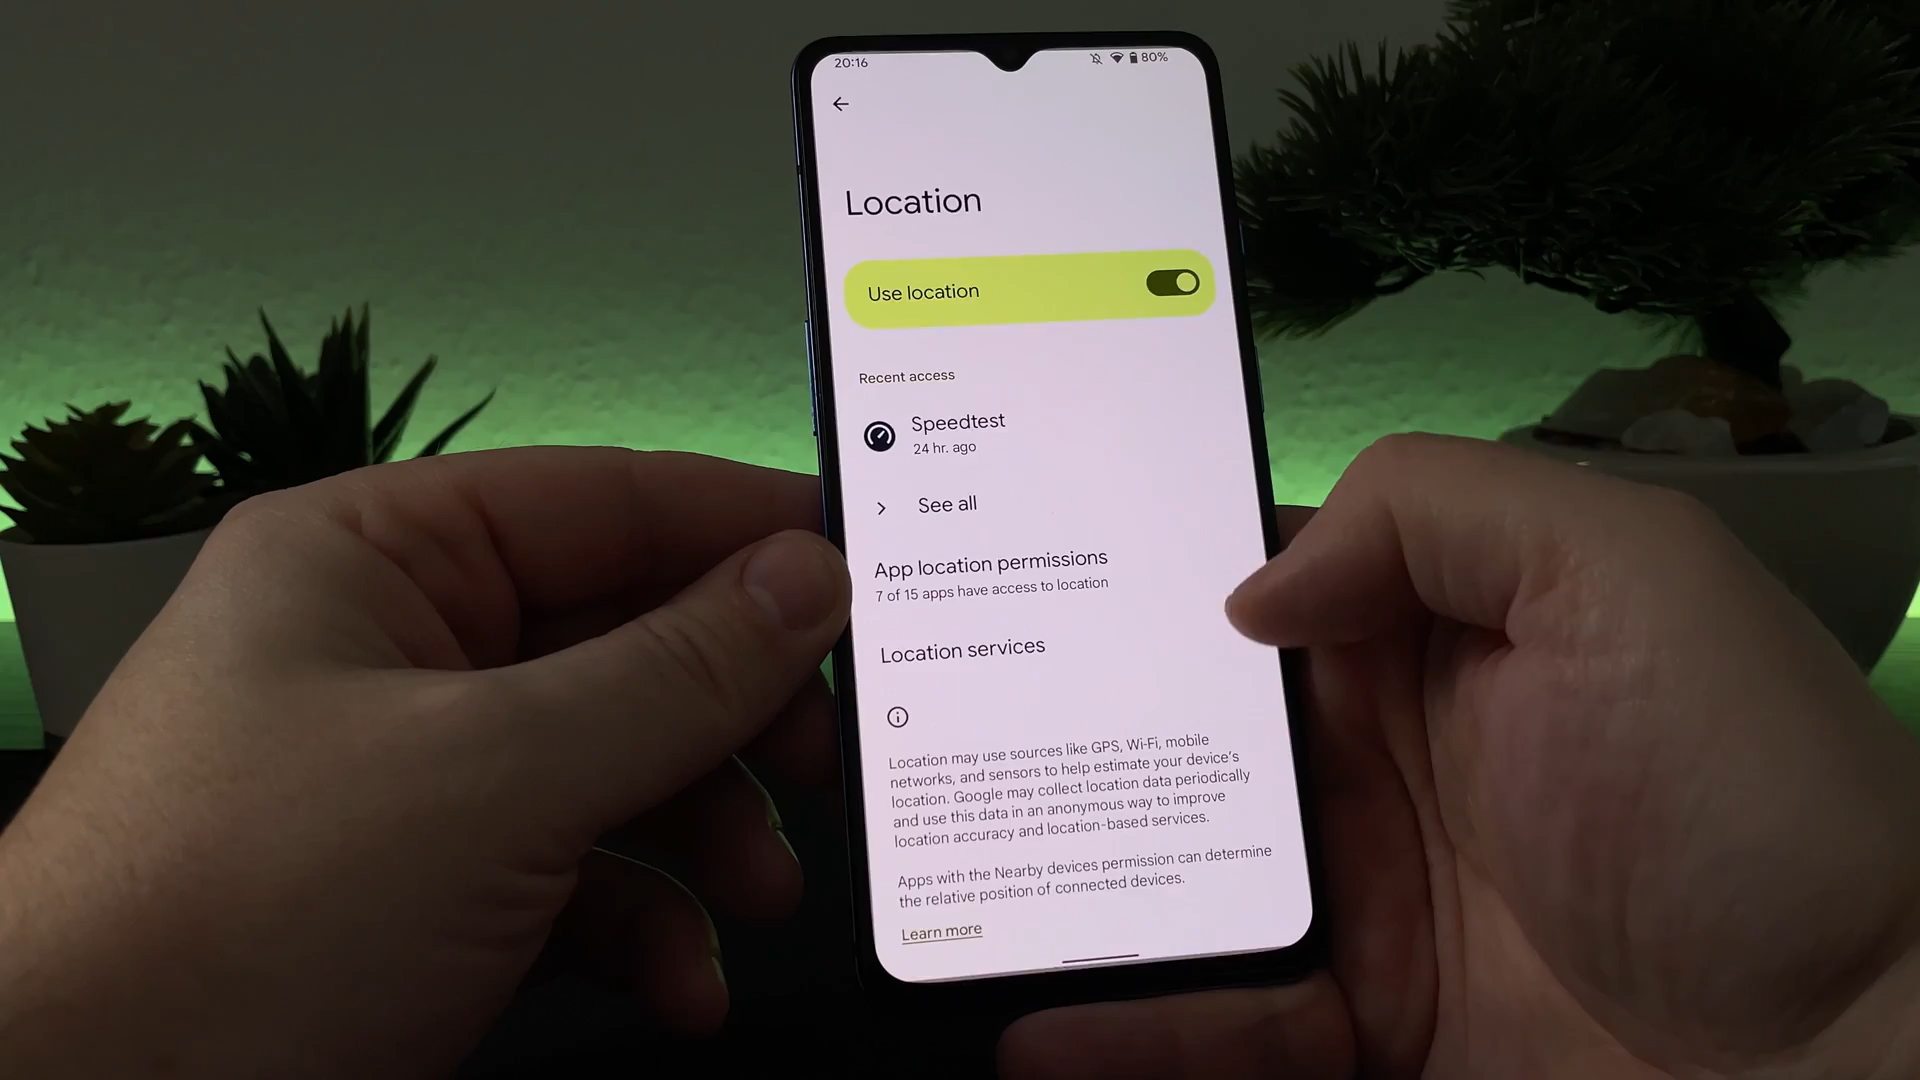 20:16
80%
Location
Use location
Recent access
Speedtest
24 hr. ago
See all
App location permissions
7 of 15 apps have access to location
Location services
Location may use sources like GPS, Wi-Fi, mobile
networks, and sensors to help estimate your device's
location. Google may collect location data periodically
and use this data in an anonymous way to improve
location accuracy and location-based services.
Apps with the Nearby devices permission can determine
the relative position of connected devices.
Learn more